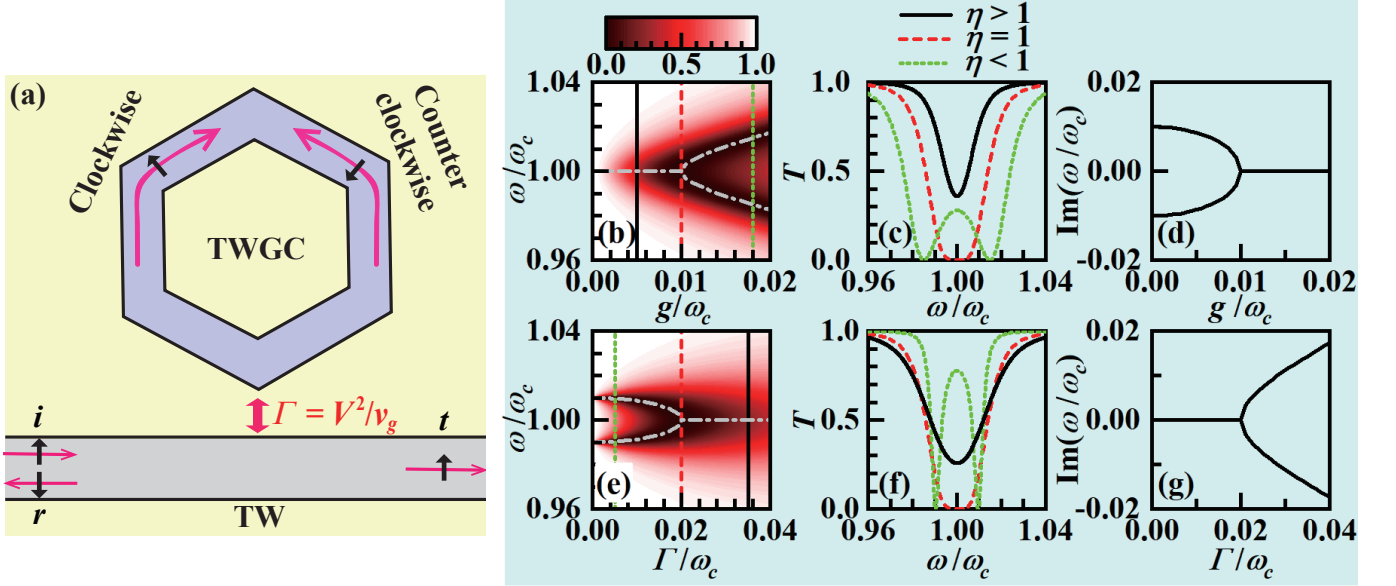 (a)
Clockwise
Counter
clockwise
TWGC
Γ = V²/v_g
i
t
r
TW
η > 1
η = 1
η < 1
0.0 0.5 1.0
1.04
1.00
0.96
ω/ω_c
(b)
0.00 0.01 0.02
g/ω_c
1.0
0.5
0.0
T
(c)
0.96 1.00 1.04
ω/ω_c
0.02
0.00
-0.02
Im(ω/ω_c)
(d)
0.00 0.01 0.02
g/ω_c
1.04
1.00
0.96
ω/ω_c
(e)
0.00 0.02 0.04
Γ/ω_c
1.0
0.5
0.0
T
(f)
0.96 1.00 1.04
ω/ω_c
0.02
0.00
-0.02
Im(ω/ω_c)
(g)
0.00 0.02 0.04
Γ/ω_c